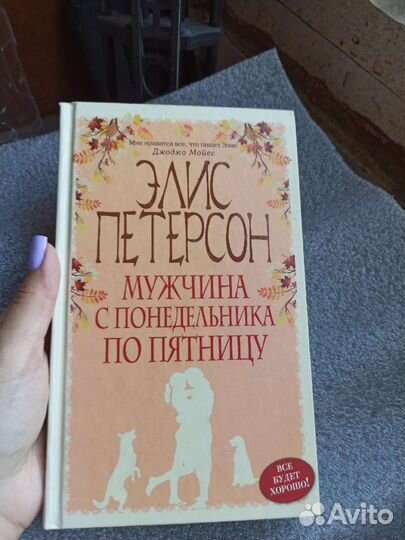 Мне нравится все, что пишет Элис
Джоджо Мойес
ЭЛИС
ПЕТЕРСОН
МУЖЧИНА
С ПОНЕДЕЛЬНИКА
ПО ПЯТНИЦУ
ВСЕ
БУДЕТ
ХОРОШО!
Avito